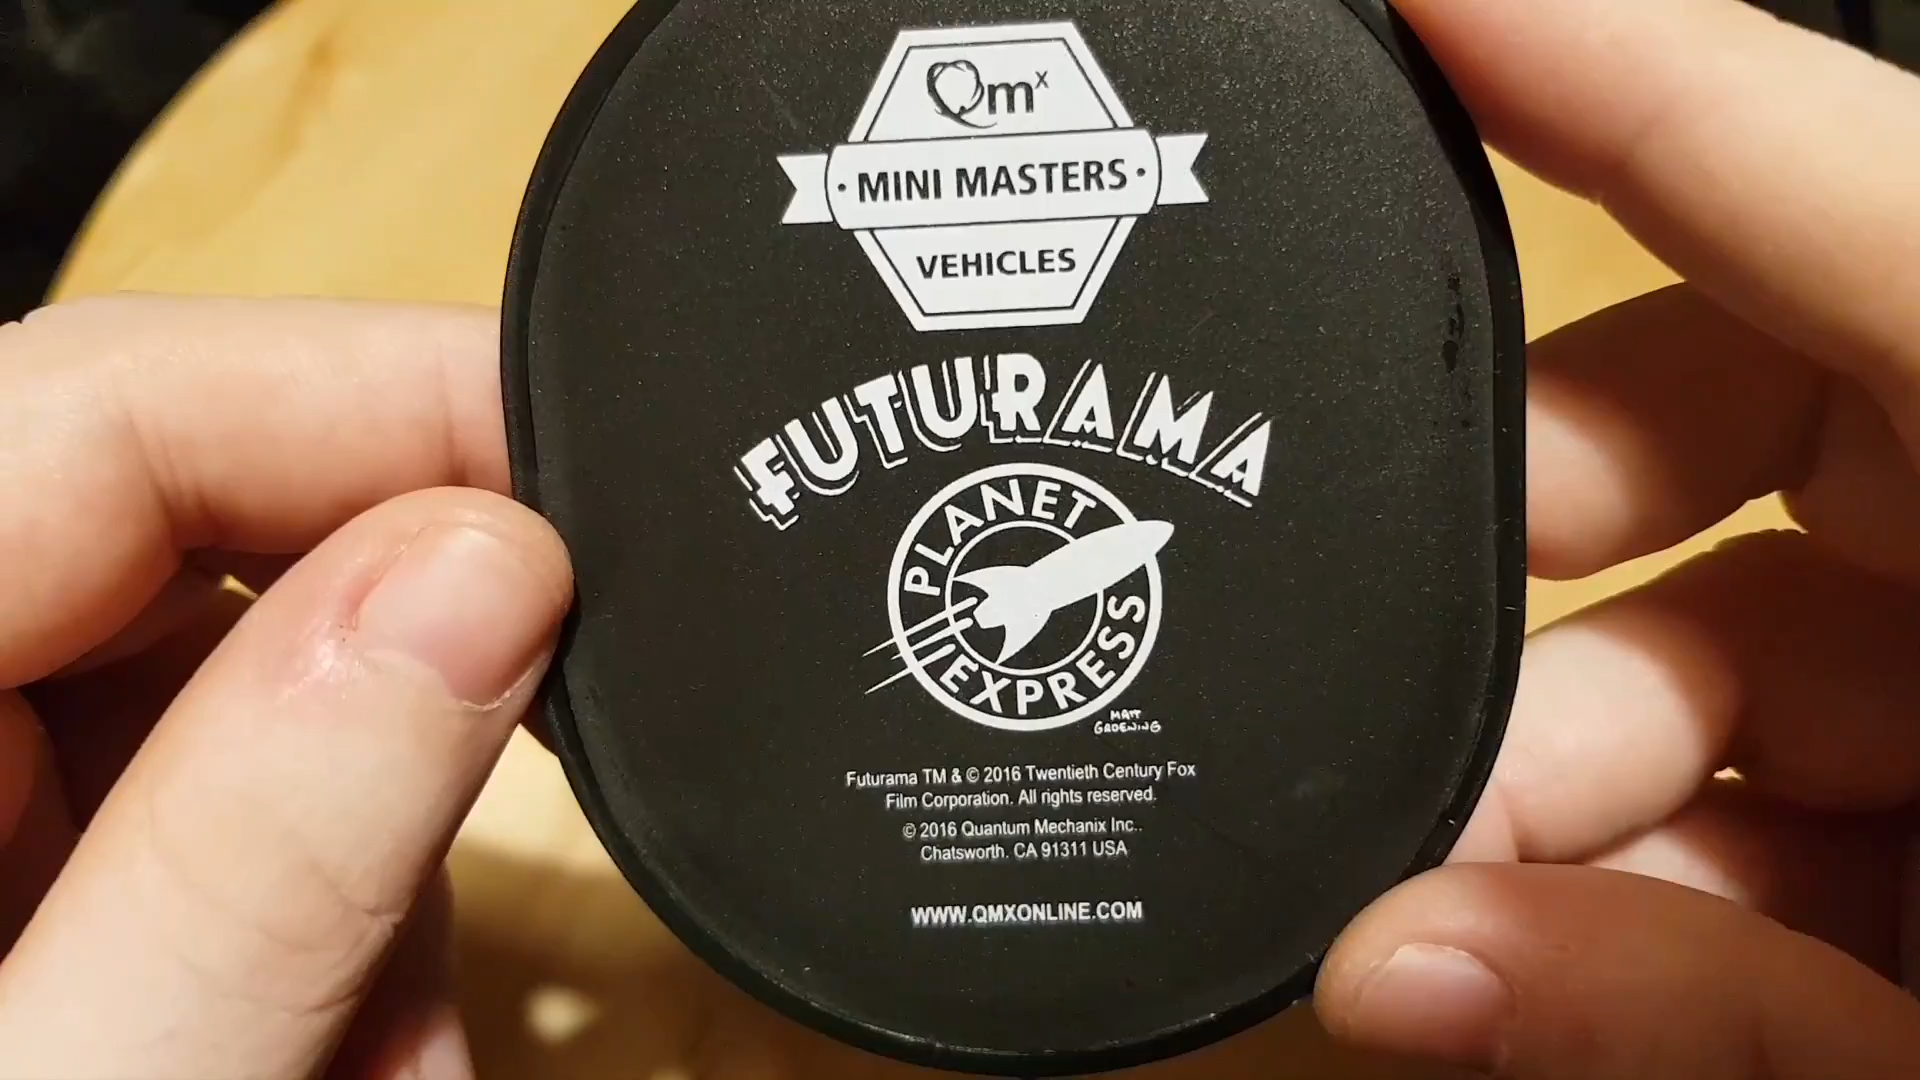 Qmx
· MINI MASTERS ·
VEHICLES
FUTURAMA
PLANET
EXPRESS
MATT
GROENING
Futurama TM & © 2016 Twentieth Century Fox
Film Corporation. All rights reserved.
© 2016 Quantum Mechanix Inc..
Chatsworth. CA 91311 USA
WWW.QMXONLINE.COM